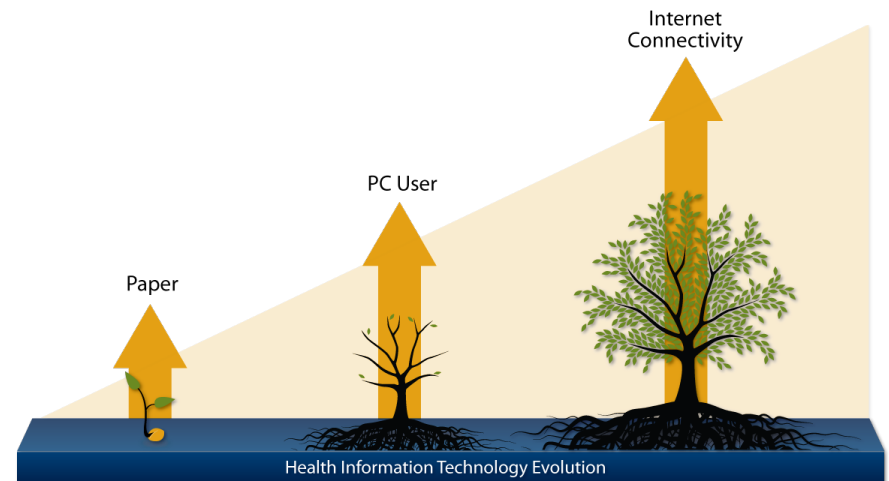 Internet
Connectivity
PC User
Paper
Health Information Technology Evolution